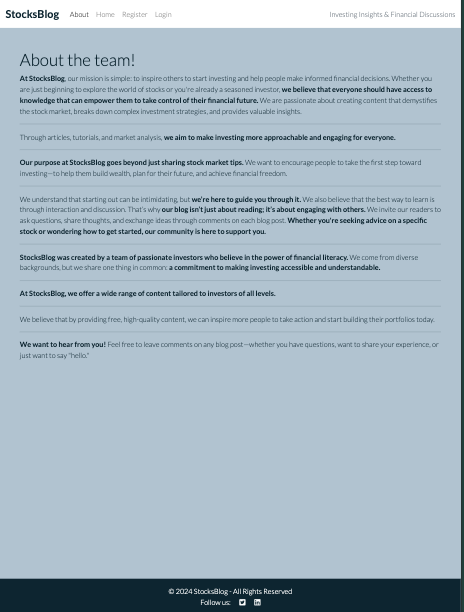 StocksBlog About Home Register Login Investing Insights & Financial Discussions
About the team!
At StocksBlog, our mission is simple: to inspire others to start investing and help people make informed financial decisions. Whether you
are just beginning to explore the world of stocks or you're already a seasoned investor, we believe that everyone should have access to
knowledge that can empower them to take control of their financial future. We are passionate about creating content that demystifies
the stock market, breaks down complex investment strategies, and provides valuable insights.
Through articles, tutorials, and market analysis, we aim to make investing more approachable and engaging for everyone.
Our purpose at StocksBlog goes beyond just sharing stock market tips. We want to encourage people to take the first step toward
investing—to help them build wealth, plan for their future, and achieve financial freedom.
We understand that starting out can be intimidating, but we're here to guide you through it. We also believe that the best way to learn is
through interaction and discussion. That's why our blog isn't just about reading; it's about engaging with others. We invite our readers to
ask questions, share thoughts, and exchange ideas through comments on each blog post. Whether you're seeking advice on a specific
stock or wondering how to get started, our community is here to support you.
StocksBlog was created by a team of passionate investors who believe in the power of financial literacy. We come from diverse
backgrounds, but we share one thing in common: a commitment to making investing accessible and understandable.
At StocksBlog, we offer a wide range of content tailored to investors of all levels.
We believe that by providing free, high-quality content, we can inspire more people to take action and start building their portfolios today.
We want to hear from you! Feel free to leave comments on any blog post—whether you have questions, want to share your experience, or
just want to say "hello."
© 2024 StocksBlog - All Rights Reserved
Follow us: